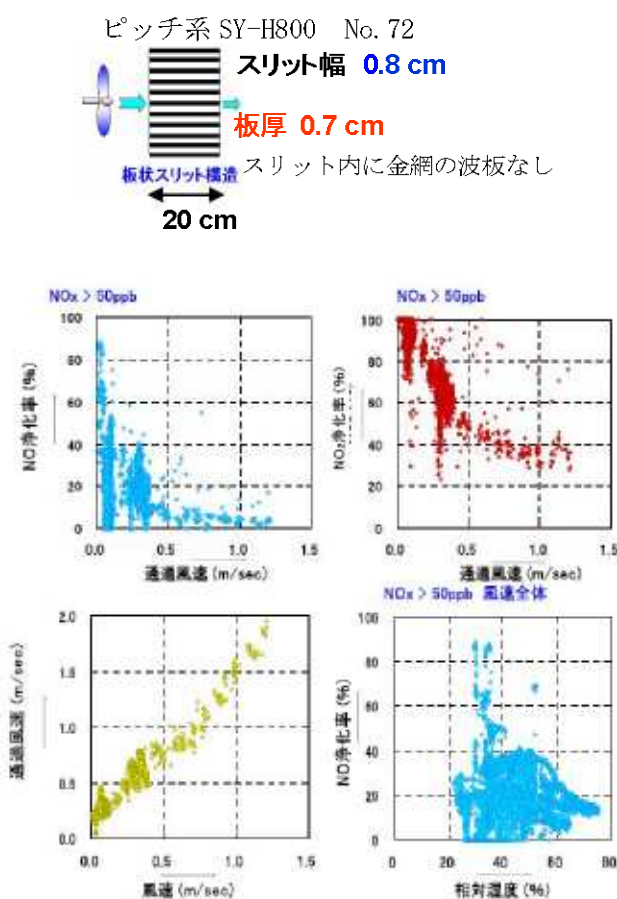 ピッチ系 SY-H800 No. 72
スリット幅 0.8 cm
板厚 0.7 cm
板状スリット構造
スリット内に金網の波板なし
20 cm
NOx > 50ppb
NO浄化率 (%)
100
80
60
40
20
0
0.0 0.5 1.0 1.5
通過風速 (m/sec)
NOx > 50ppb
NO₂浄化率 (%)
100
80
60
40
20
0
0.0 0.5 1.0 1.5
通過風速 (m/sec)
通過風速 (m/sec)
2.0
1.5
1.0
0.5
0.0
0.0 0.5 1.0 1.5
風速 (m/sec)
NOx > 50ppb 風速全体
NO浄化率 (%)
100
80
60
40
20
0
0 20 40 60 80
相対湿度 (%)